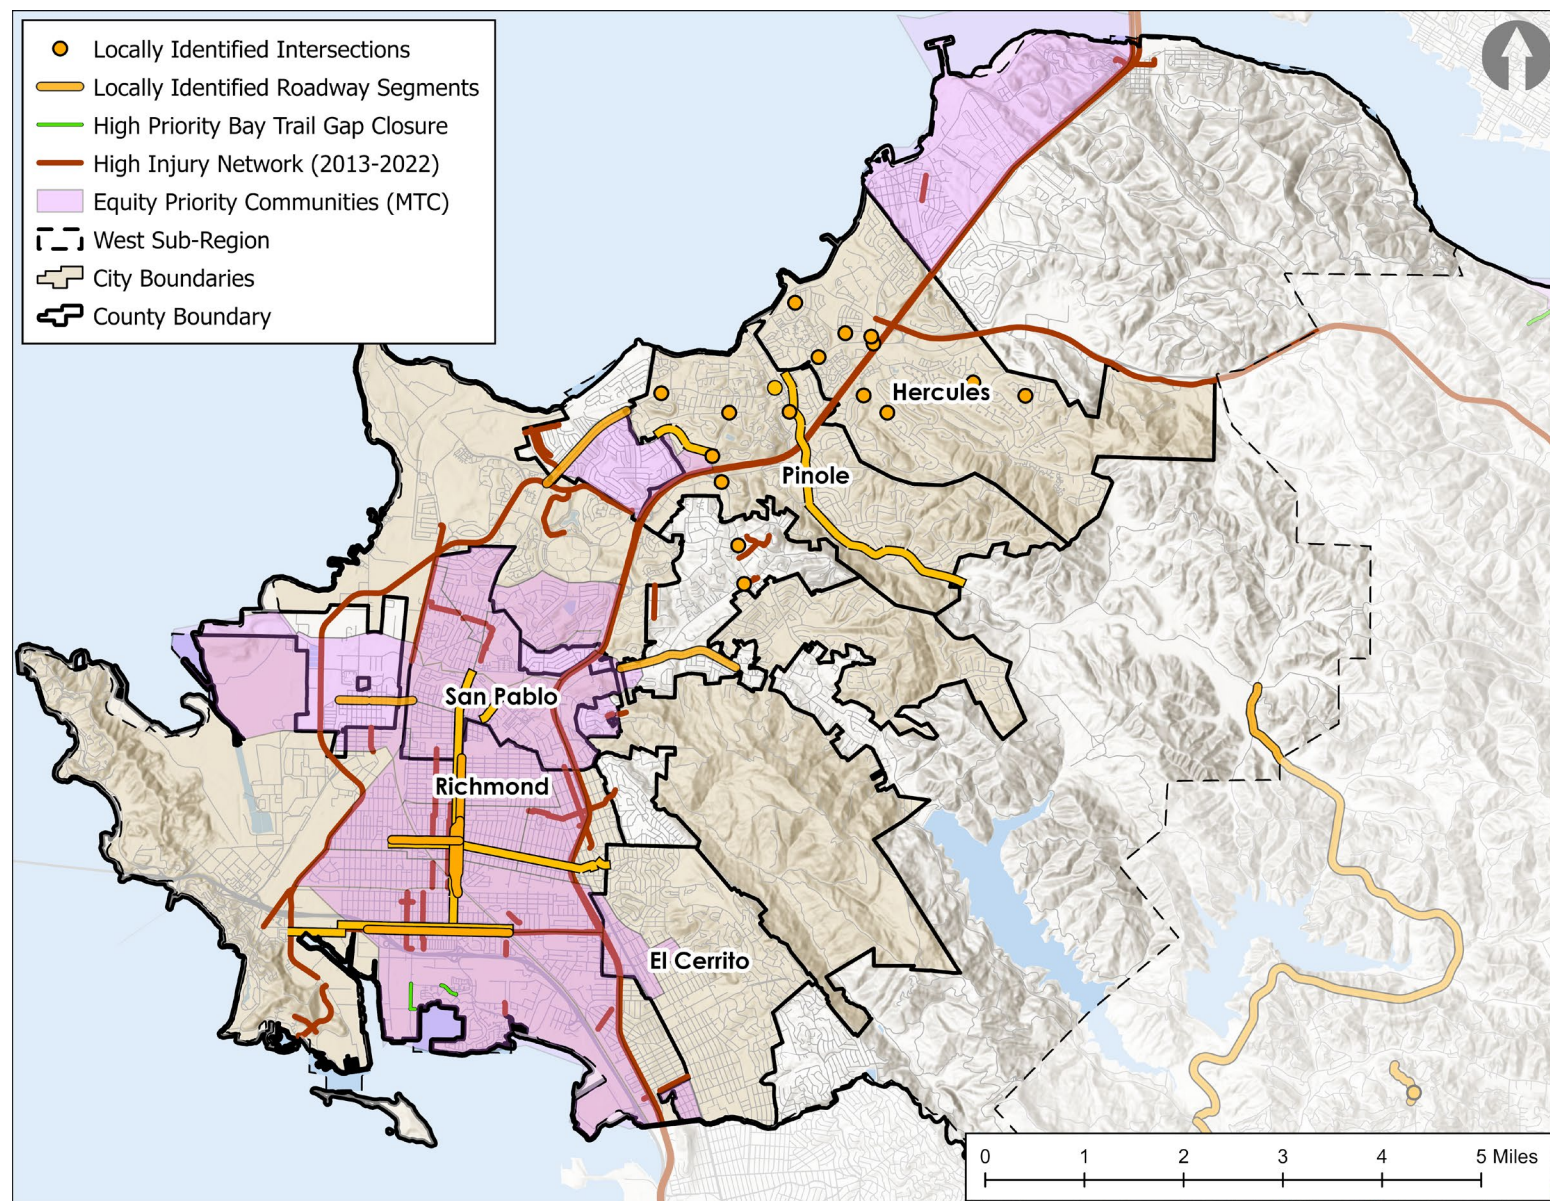 Locally Identified Intersections
Locally Identified Roadway Segments
High Priority Bay Trail Gap Closure
High Injury Network (2013-2022)
Equity Priority Communities (MTC)
West Sub-Region
City Boundaries
County Boundary
Hercules
Pinole
San Pablo
Richmond
El Cerrito
0 1 2 3 4 5 Miles